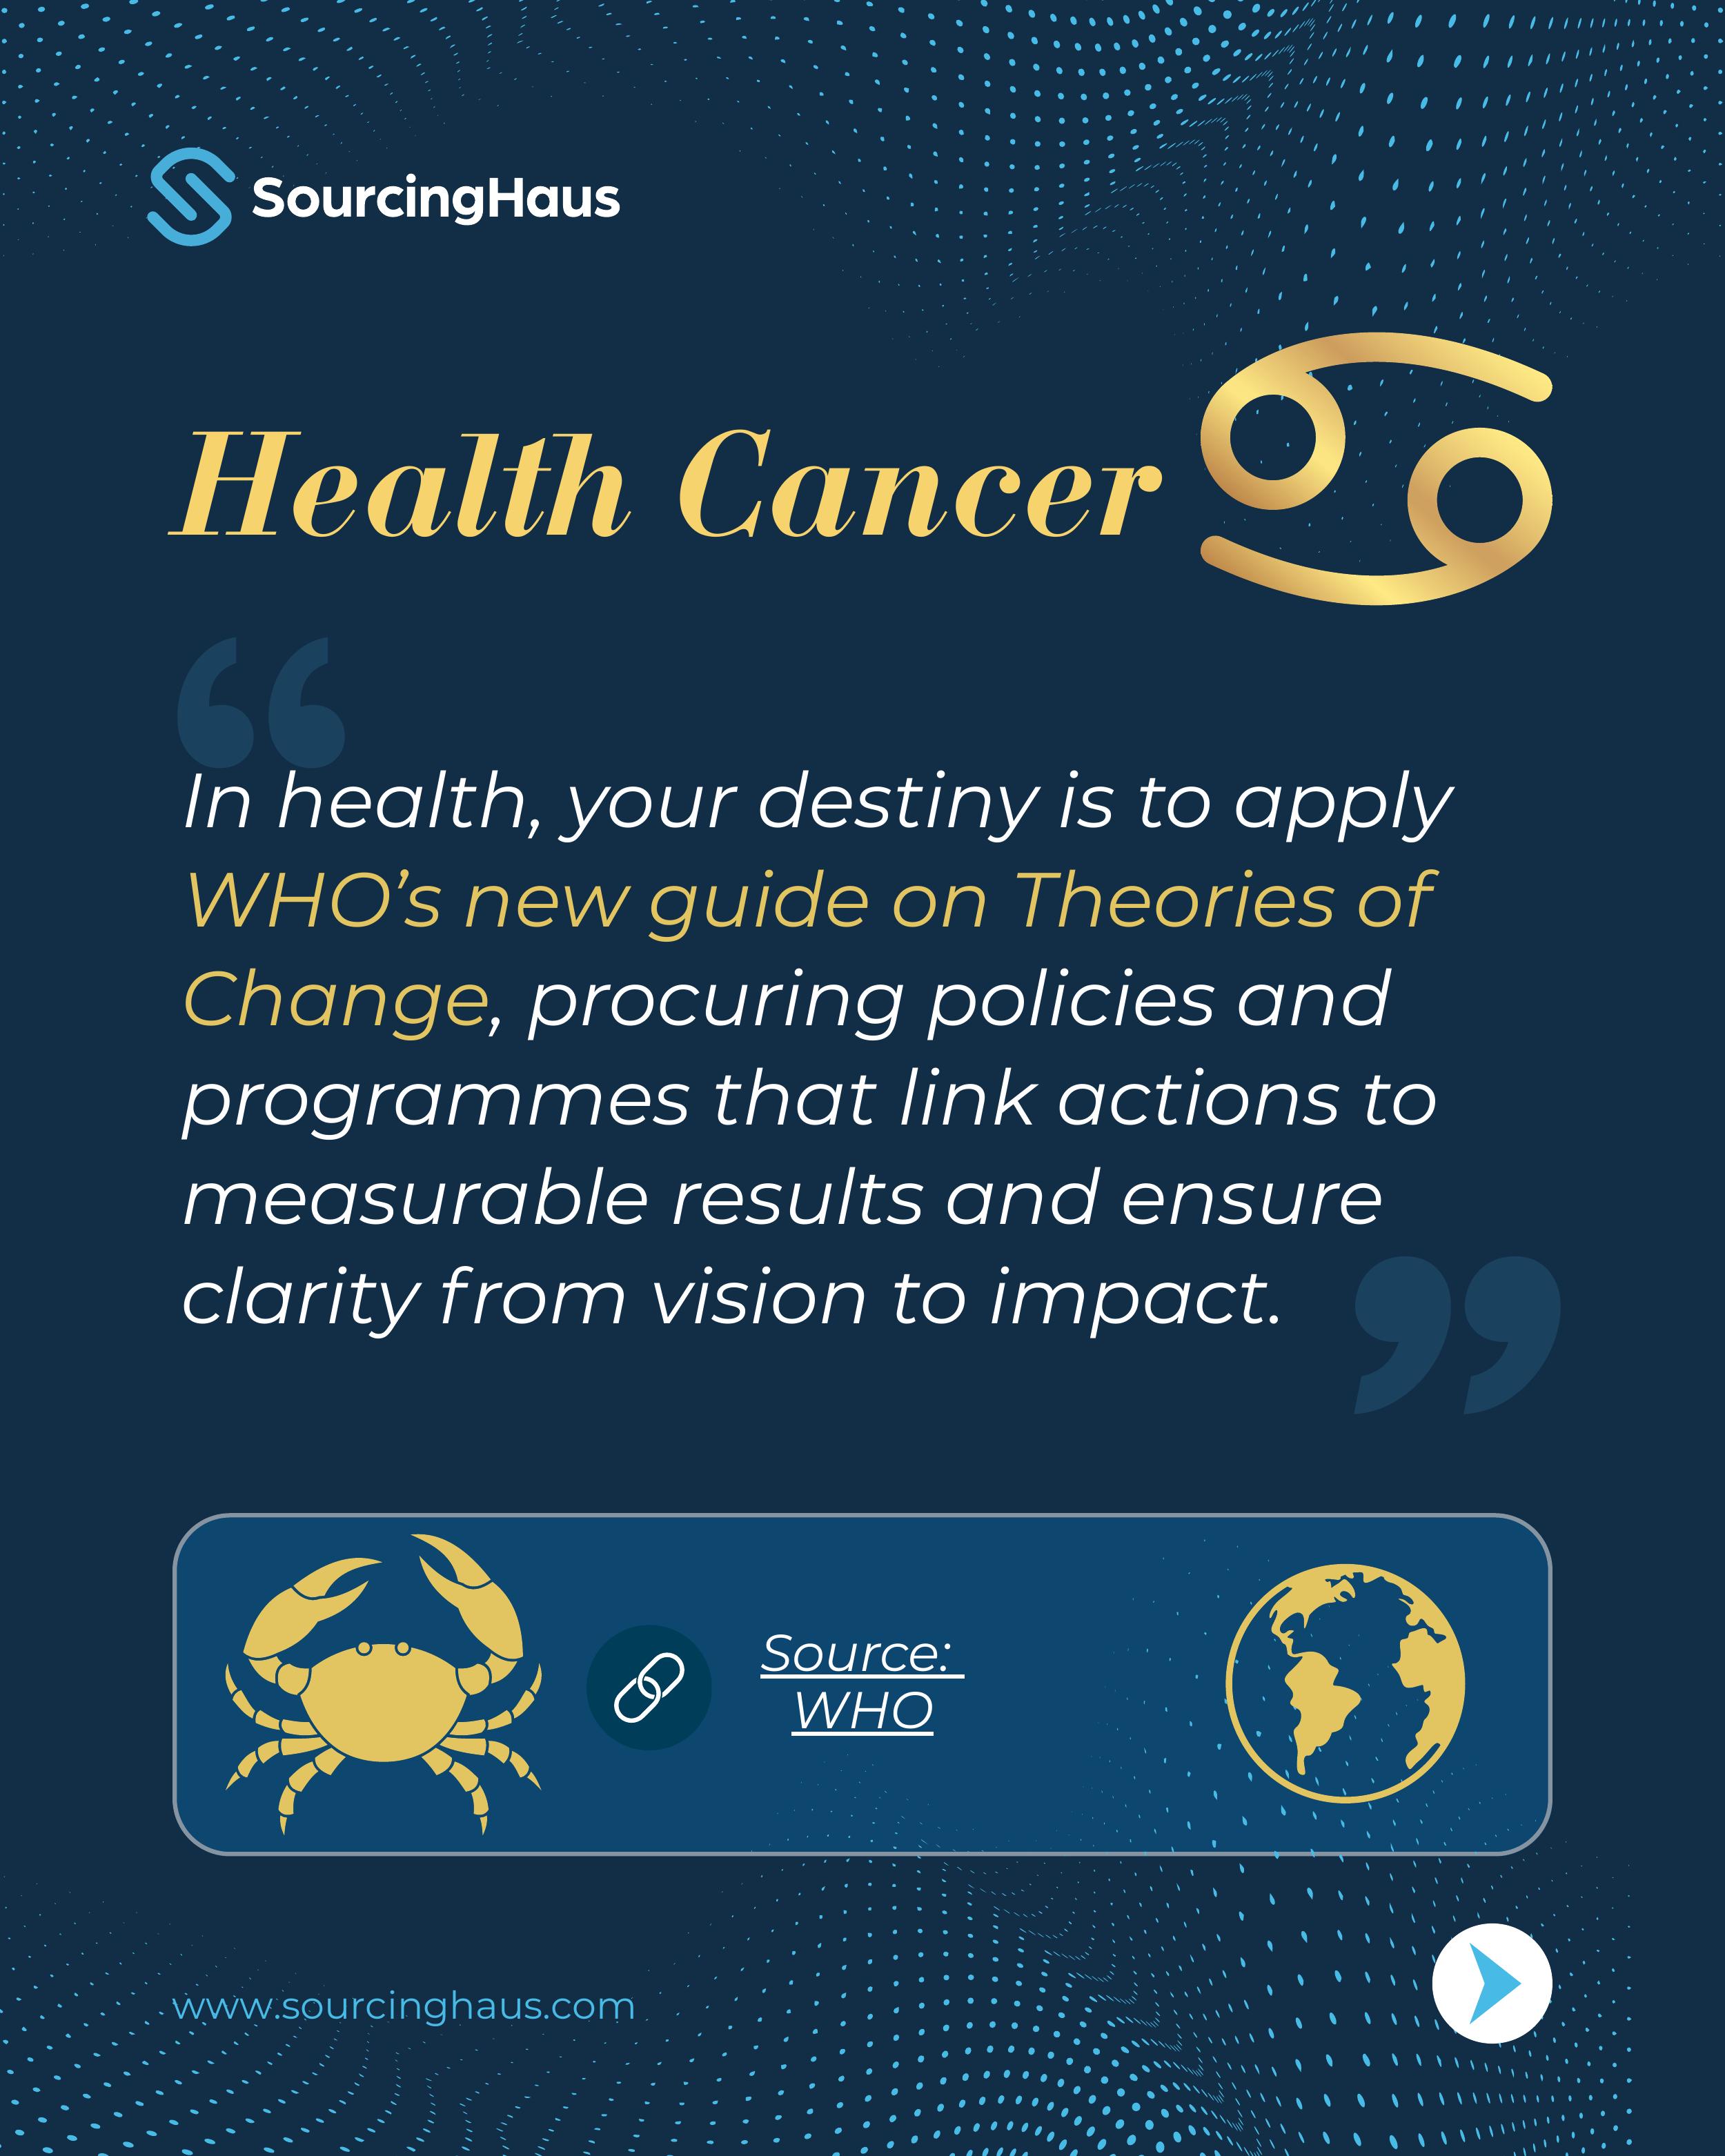 SourcingHaus
Health Cancer
In health, your destiny is to apply
WHO’s new guide on Theories of
Change, procuring policies and
programmes that link actions to
measurable results and ensure
clarity from vision to impact.
Source:
WHO
www.sourcinghaus.com